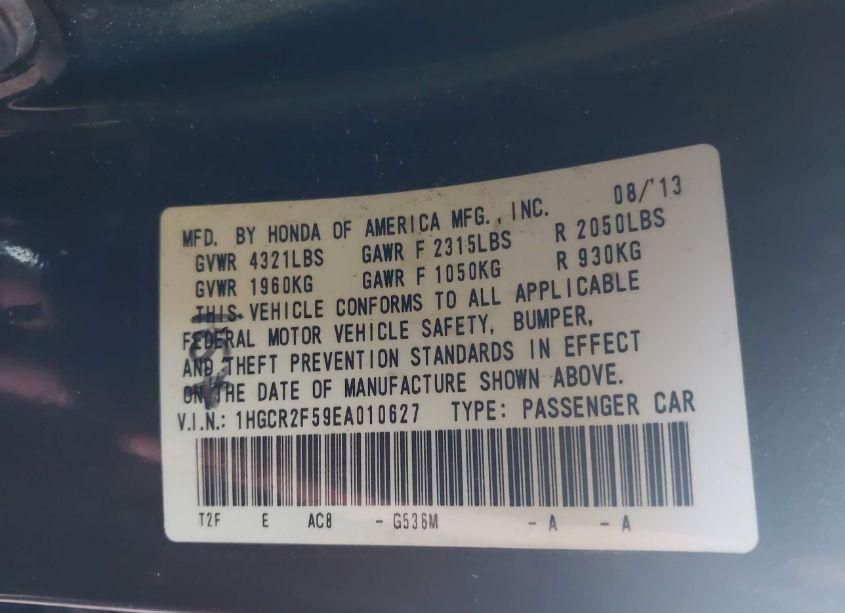 MFD. BY HONDA OF AMERICA MFG., INC. 08/'13
GVWR 4321LBS GAWR F 2315LBS R 2050LBS
GVWR 1960KG GAWR F 1050KG R 930KG
THIS VEHICLE CONFORMS TO ALL APPLICABLE
FEDERAL MOTOR VEHICLE SAFETY, BUMPER,
AND THEFT PREVENTION STANDARDS IN EFFECT
ON THE DATE OF MANUFACTURE SHOWN ABOVE.
V.I.N.: 1HGCR2F59EA010627 TYPE: PASSENGER CAR
T2F E AC8 - G536M - A - A